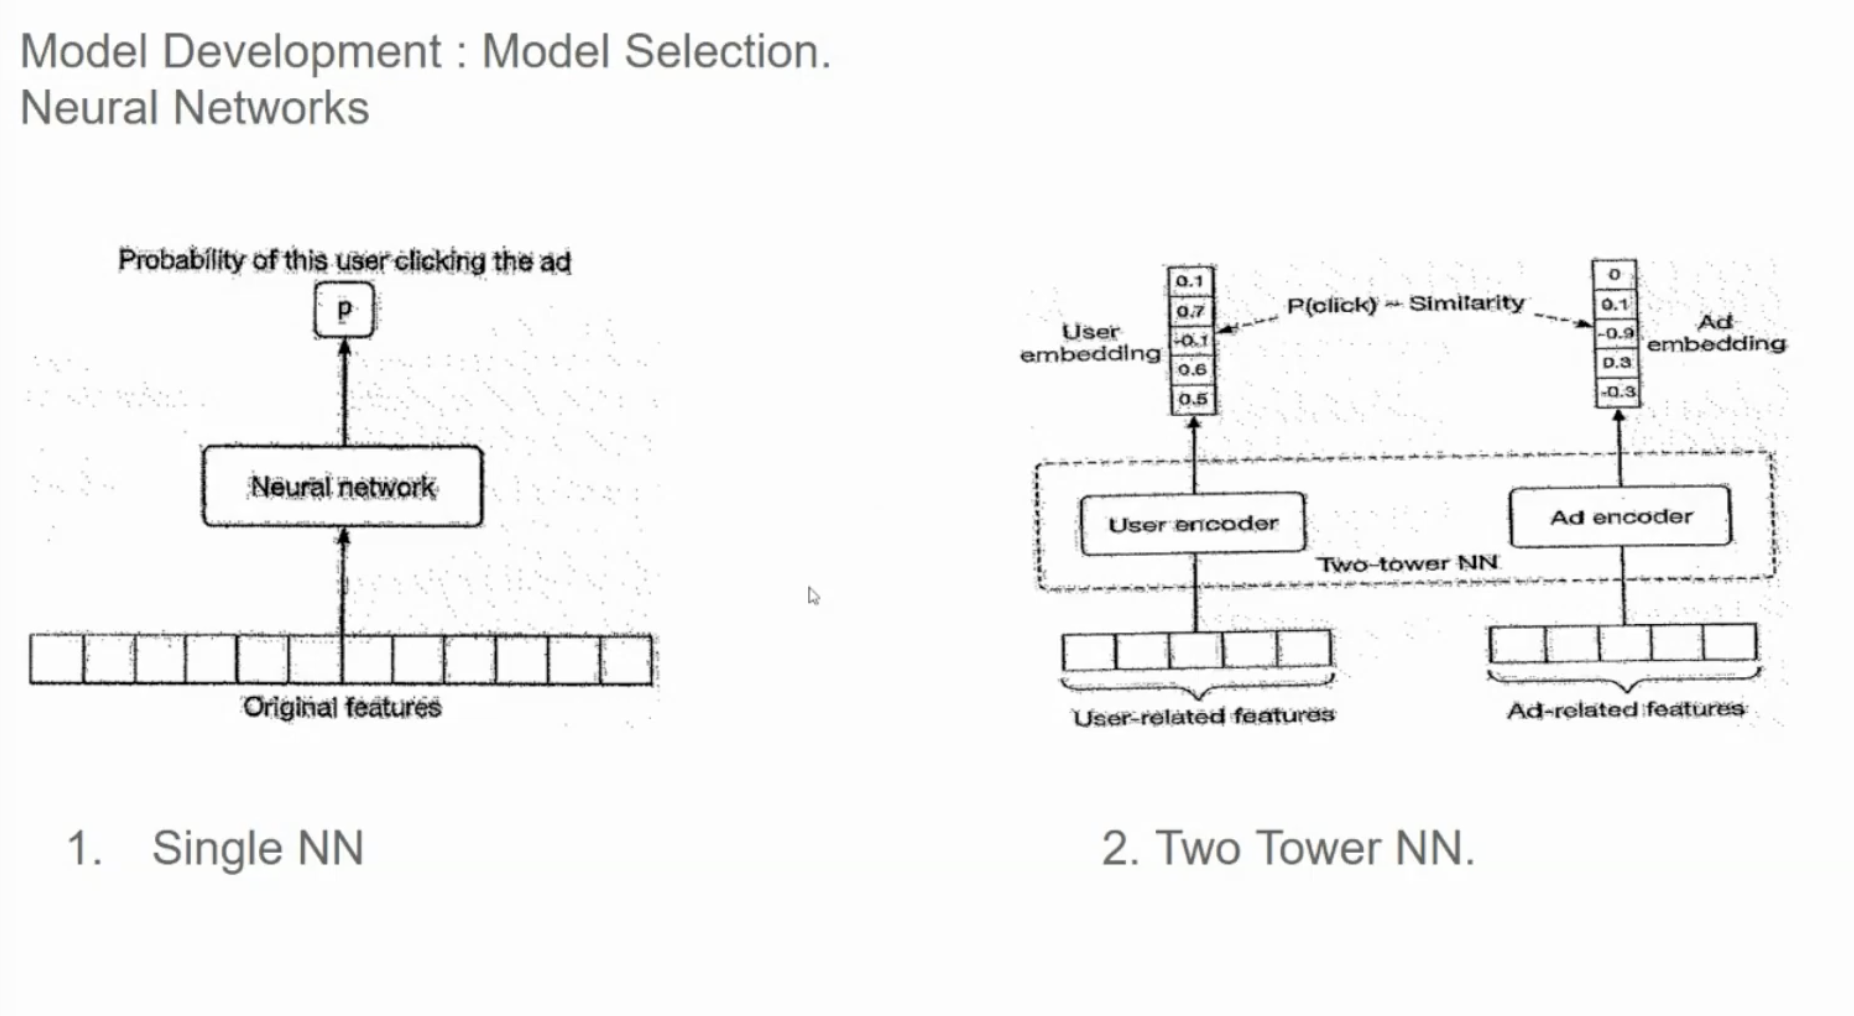 Model Development : Model Selection.
Neural Networks
Probability of this user clicking the ad
p
Neural network
Original features
1. Single NN
User
embedding
0.1
0.7
-0.1
0.6
0.5
P(click) ~ Similarity
0
0.1
-0.9
0.3
-0.3
Ad
embedding
User encoder
Ad encoder
Two-tower NN
User-related features
Ad-related features
2. Two Tower NN.